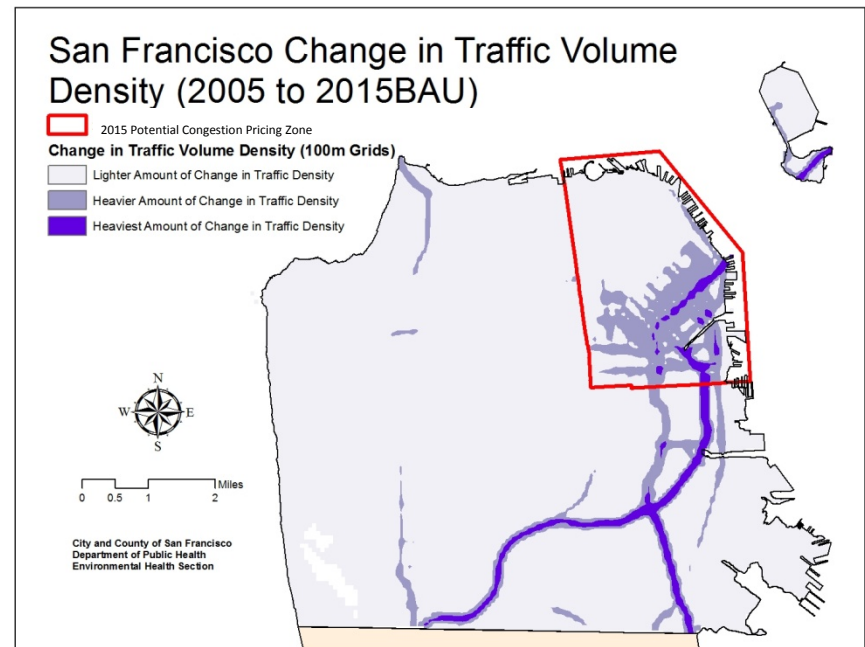 San Francisco Change in Traffic Volume
Density (2005 to 2015BAU)
2015 Potential Congestion Pricing Zone
Change in Traffic Volume Density (100m Grids)
Lighter Amount of Change in Traffic Density
Heavier Amount of Change in Traffic Density
Heaviest Amount of Change in Traffic Density
N
W E
S
Miles
0 0.5 1 2
City and County of San Francisco
Department of Public Health
Environmental Health Section